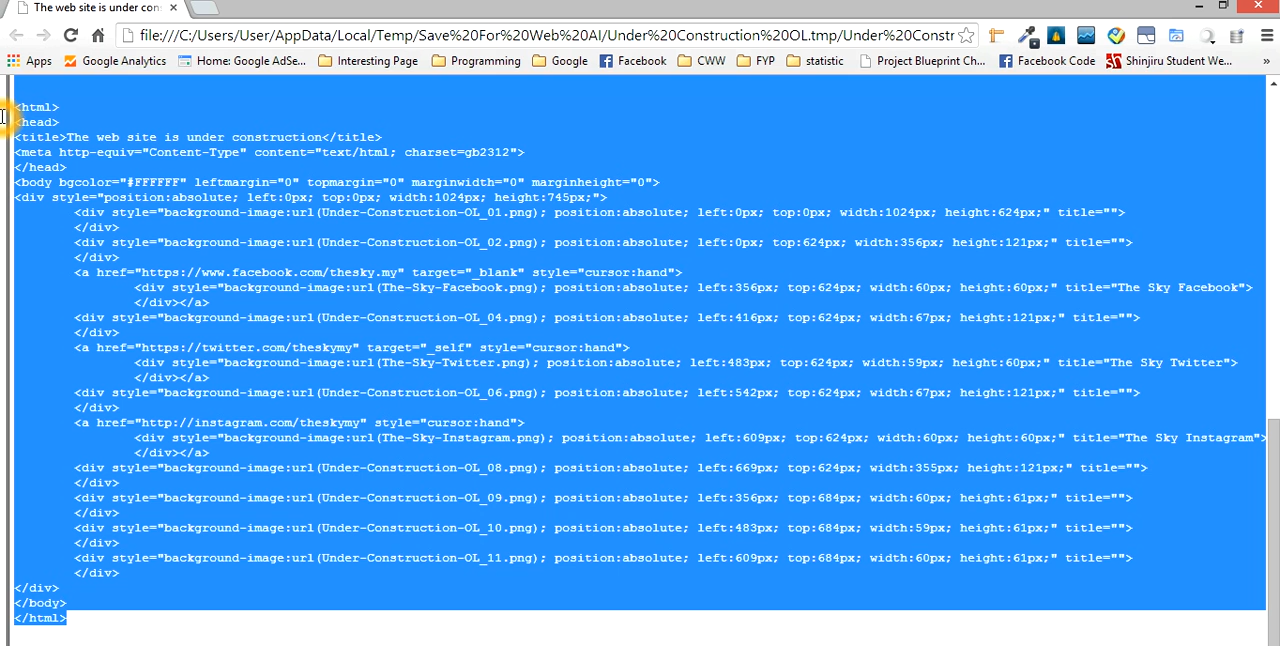 The web site is under con:
file:///C:/Users/User/AppData/Local/Temp/Save%20For%20Web%20AI/Under%20Construction%20OL.tmp/Under%20Constr
Apps Google Analytics Home: Google AdSe... Interesting Page Programming Google Facebook CWW FYP statistic Project Blueprint Ch... Facebook Code Shinjiru Student We... »
<html>
<head>
<title>The web site is under construction</title>
<meta http-equiv="Content-Type" content="text/html; charset=gb2312">
</head>
<body bgcolor="#FFFFFF" leftmargin="0" topmargin="0" marginwidth="0" marginheight="0">
<div style="position:absolute; left:0px; top:0px; width:1024px; height:745px;">
<div style="background-image:url(Under-Construction-OL_01.png); position:absolute; left:0px; top:0px; width:1024px; height:624px;" title="">
</div>
<div style="background-image:url(Under-Construction-OL_02.png); position:absolute; left:0px; top:624px; width:356px; height:121px;" title="">
</div>
<a href="https://www.facebook.com/thesky.my" target="_blank" style="cursor:hand">
<div style="background-image:url(The-Sky-Facebook.png); position:absolute; left:356px; top:624px; width:60px; height:60px;" title="The Sky Facebook">
</div></a>
<div style="background-image:url(Under-Construction-OL_04.png); position:absolute; left:416px; top:624px; width:67px; height:121px;" title="">
</div>
<a href="https://twitter.com/theskymy" target="_self" style="cursor:hand">
<div style="background-image:url(The-Sky-Twitter.png); position:absolute; left:483px; top:624px; width:59px; height:60px;" title="The Sky Twitter">
</div></a>
<div style="background-image:url(Under-Construction-OL_06.png); position:absolute; left:542px; top:624px; width:67px; height:121px;" title="">
</div>
<a href="http://instagram.com/theskymy" style="cursor:hand">
<div style="background-image:url(The-Sky-Instagram.png); position:absolute; left:609px; top:624px; width:60px; height:60px;" title="The Sky Instagram">
</div></a>
<div style="background-image:url(Under-Construction-OL_08.png); position:absolute; left:669px; top:624px; width:355px; height:121px;" title="">
</div>
<div style="background-image:url(Under-Construction-OL_09.png); position:absolute; left:356px; top:684px; width:60px; height:61px;" title="">
</div>
<div style="background-image:url(Under-Construction-OL_10.png); position:absolute; left:483px; top:684px; width:59px; height:61px;" title="">
</div>
<div style="background-image:url(Under-Construction-OL_11.png); position:absolute; left:609px; top:684px; width:60px; height:61px;" title="">
</div>
</div>
</body>
</html>